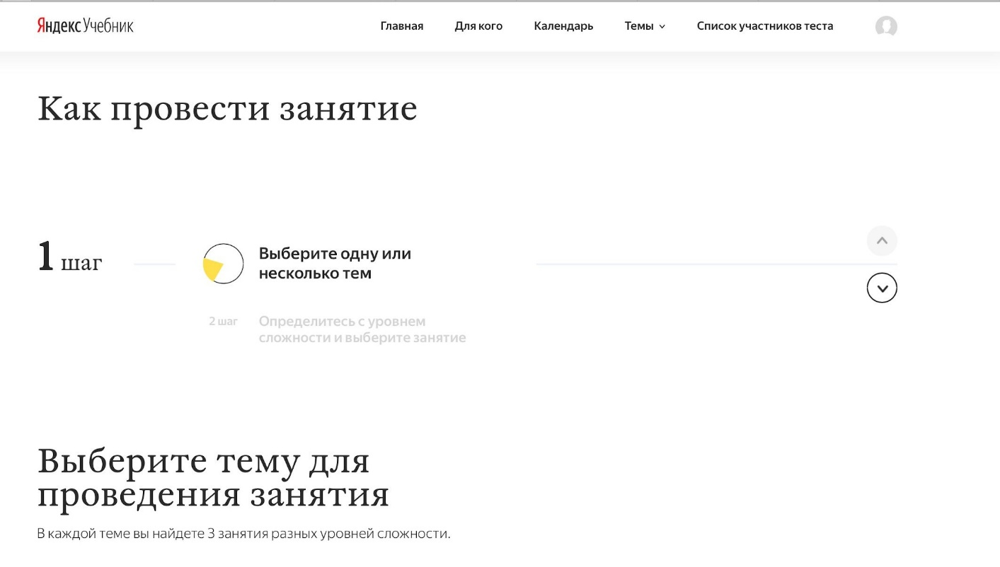 ЯндексУчебник
Главная
Для кого
Календарь
Темы
Список участников теста
Как провести занятие
1 шаг
Выберите одну или
несколько тем
2 шаг
Определитесь с уровнем
сложности и выберите занятие
Выберите тему для
проведения занятия
В каждой теме вы найдете 3 занятия разных уровней сложности.